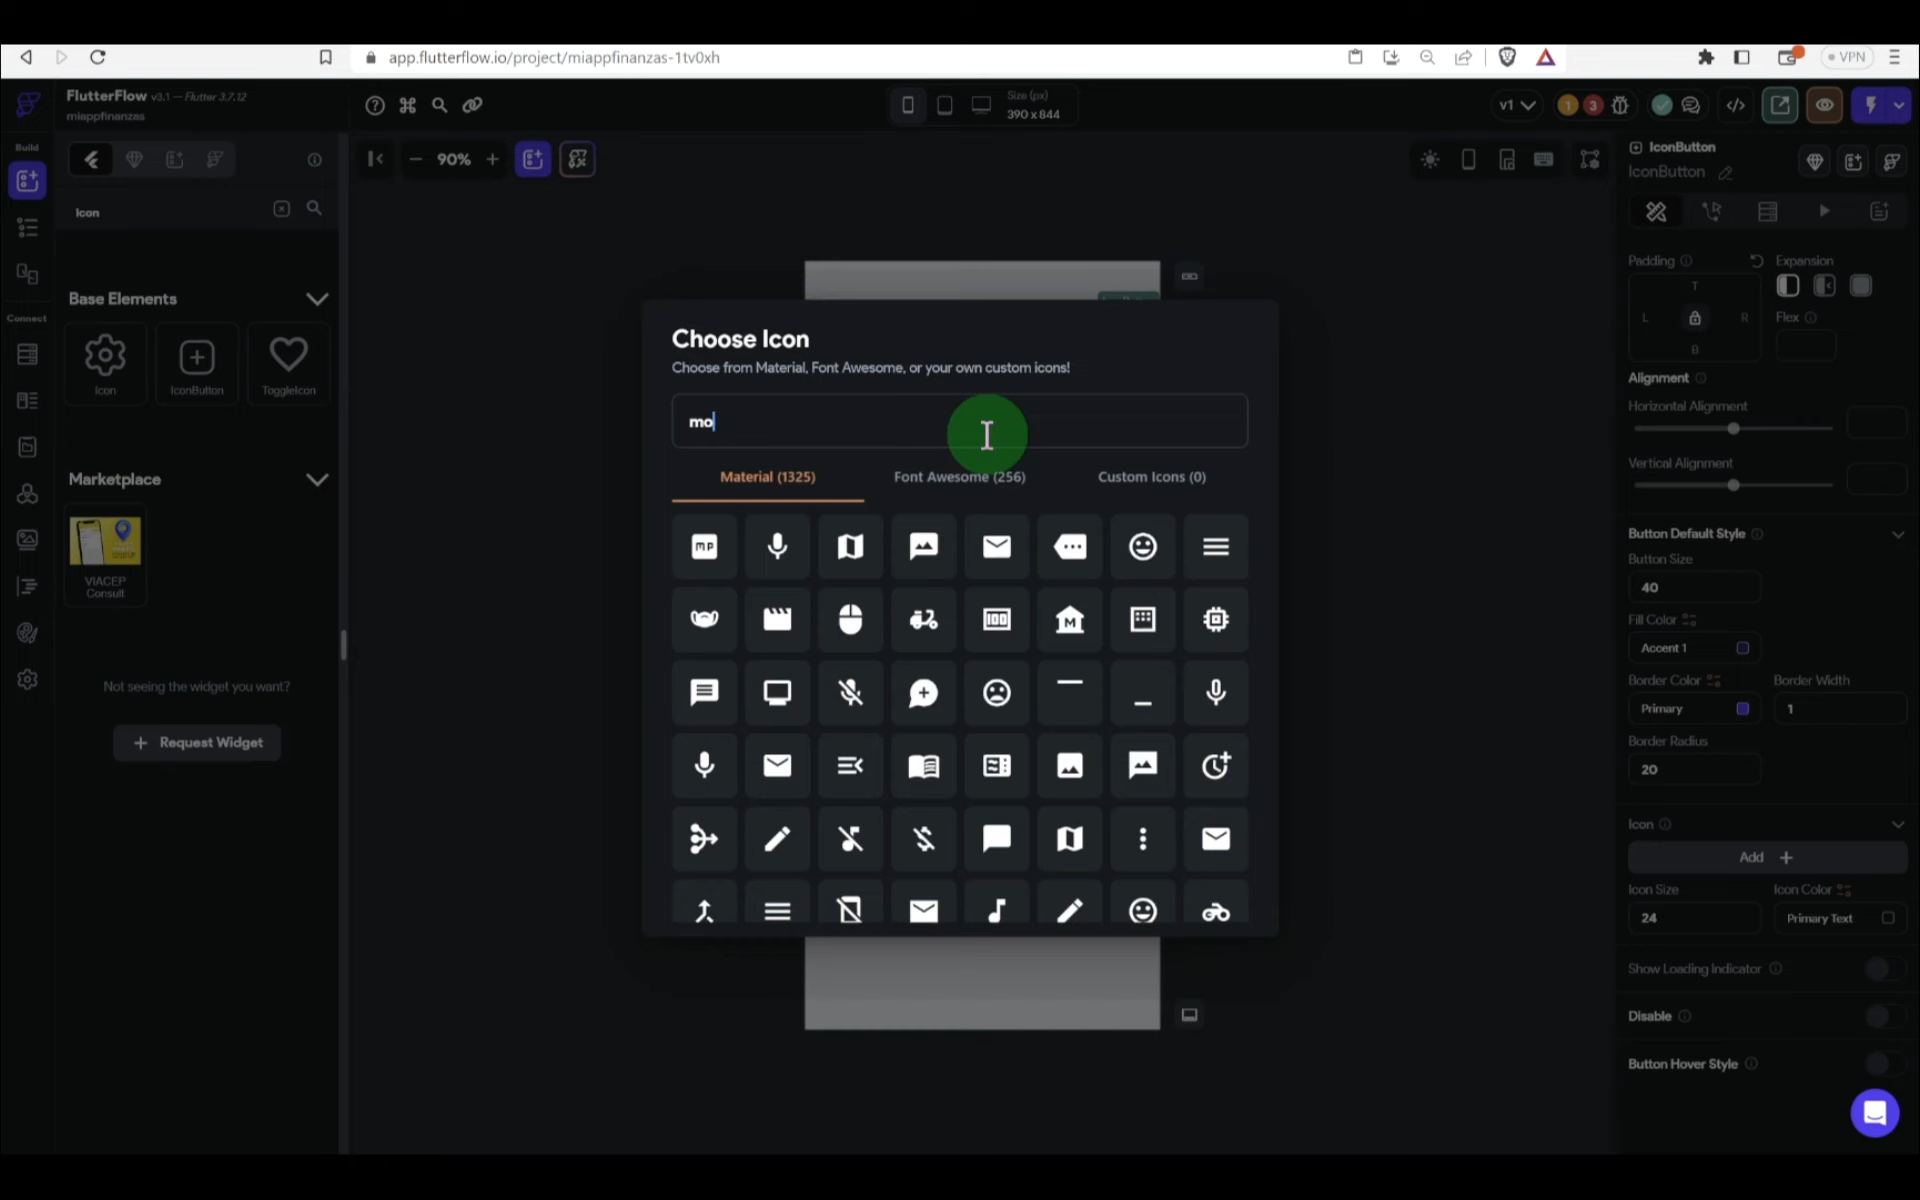 app.flutterflow.io/project/miappfinanzas-1tv0xh
VPN
FlutterFlow v3.1 — Flutter 3.7.12
miappfinanzas
Size (px)
390 x 844
v1
1
3
Build
90%
IconButton
IconButton
Icon
Padding
Expansion
T
L
R
B
Flex
Base Elements
Connect
Icon
IconButton
ToggleIcon
Choose Icon
Choose from Material, Font Awesome, or your own custom icons!
mo
Material (1325)
Font Awesome (256)
Custom Icons (0)
MP
100
M
Alignment
Horizontal Alignment
Vertical Alignment
Marketplace
VIACEP
Consult
Button Default Style
Button Size
40
Fill Color
Accent 1
Border Color
Border Width
Primary
1
Border Radius
20
Not seeing the widget you want?
+ Request Widget
Icon
Add +
Icon Size
Icon Color
24
Primary Text
Show Loading Indicator
Disable
Button Hover Style